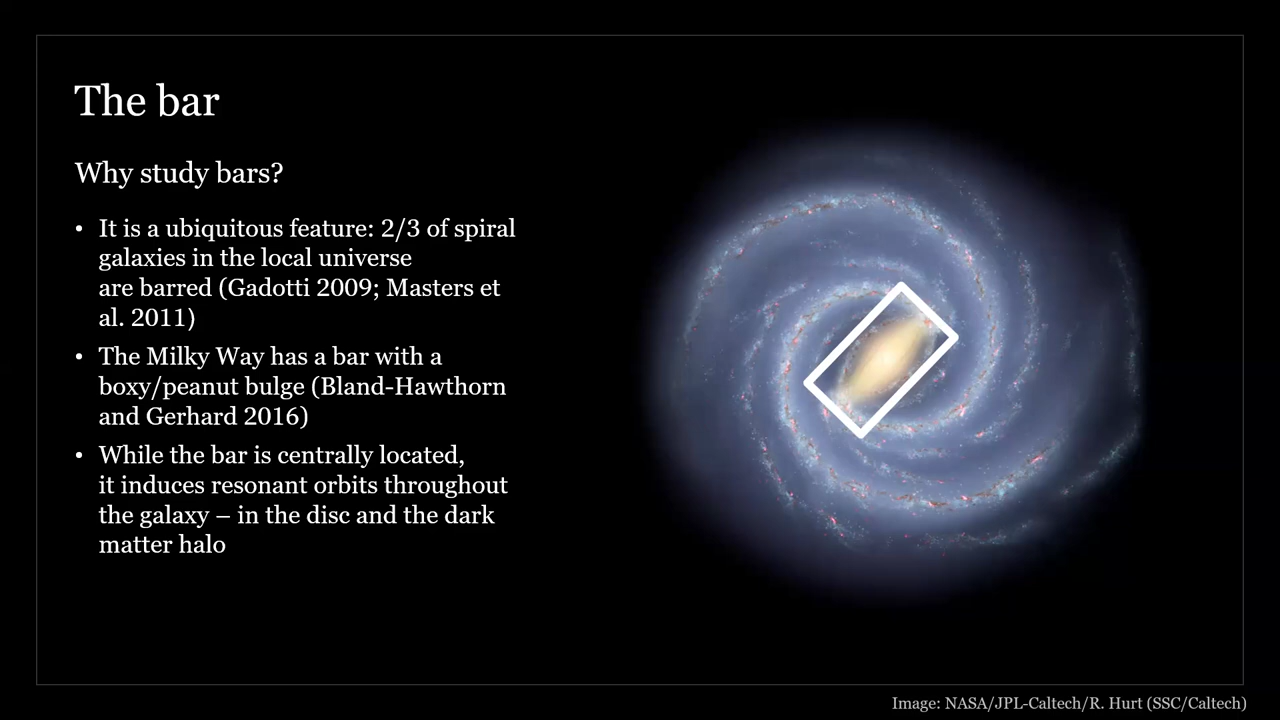 The bar
Why study bars?
• It is a ubiquitous feature: 2/3 of spiral
galaxies in the local universe
are barred (Gadotti 2009; Masters et
al. 2011)
• The Milky Way has a bar with a
boxy/peanut bulge (Bland-Hawthorn
and Gerhard 2016)
• While the bar is centrally located,
it induces resonant orbits throughout
the galaxy – in the disc and the dark
matter halo
Image: NASA/JPL-Caltech/R. Hurt (SSC/Caltech)